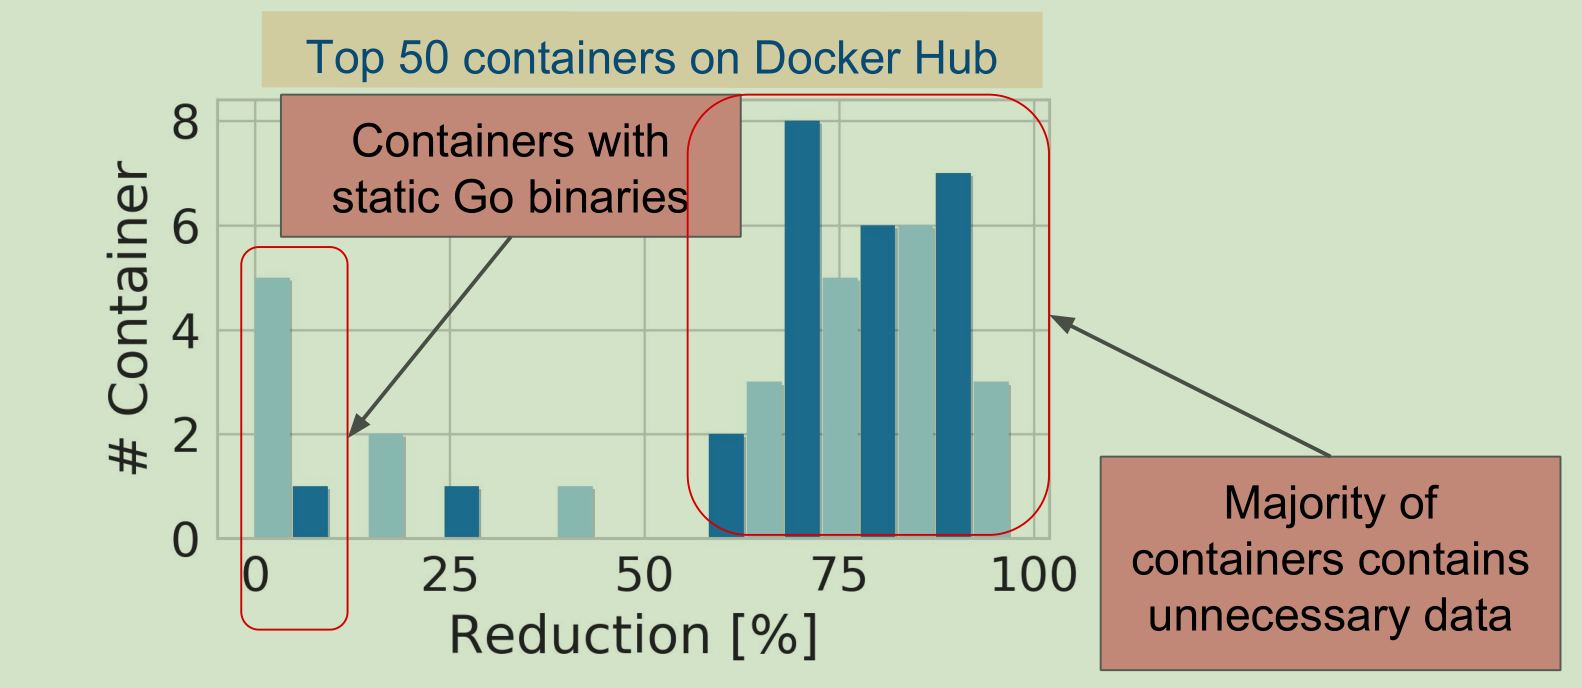 Top 50 containers on Docker Hub
Containers with
static Go binaries
8
6
4
2
0
# Container
0 25 50 75 100
Reduction [%]
Majority of
containers contains
unnecessary data